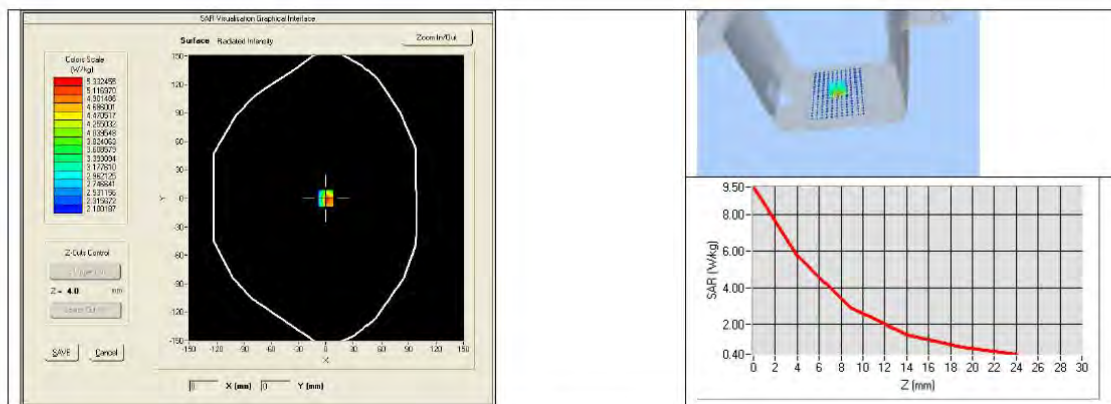 SAR Visualisation Graphical Interface
Surface Radiated Intensity
Zoom In/Out
Colors Scale
(W/kg)
5.332455
5.116970
4.901486
4.686001
4.470517
4.255032
4.039548
3.824063
3.608579
3.393094
3.177610
2.962125
2.746641
2.531156
2.315672
2.100187
150
120
90
60
30
Y 0
-30
-60
-90
-120
-150
-150 -120 -90 -60 -30 0 30 60 90 120 150
X
Z-Cuts Control
Z = 4.0 mm
SAVE Cancel
X (mm) 0 Y (mm)
9.50
8.00
6.00
4.00
2.00
0.40
SAR (W/kg)
0 2 4 6 8 10 12 14 16 18 20 22 24 26 28 30
Z (mm)